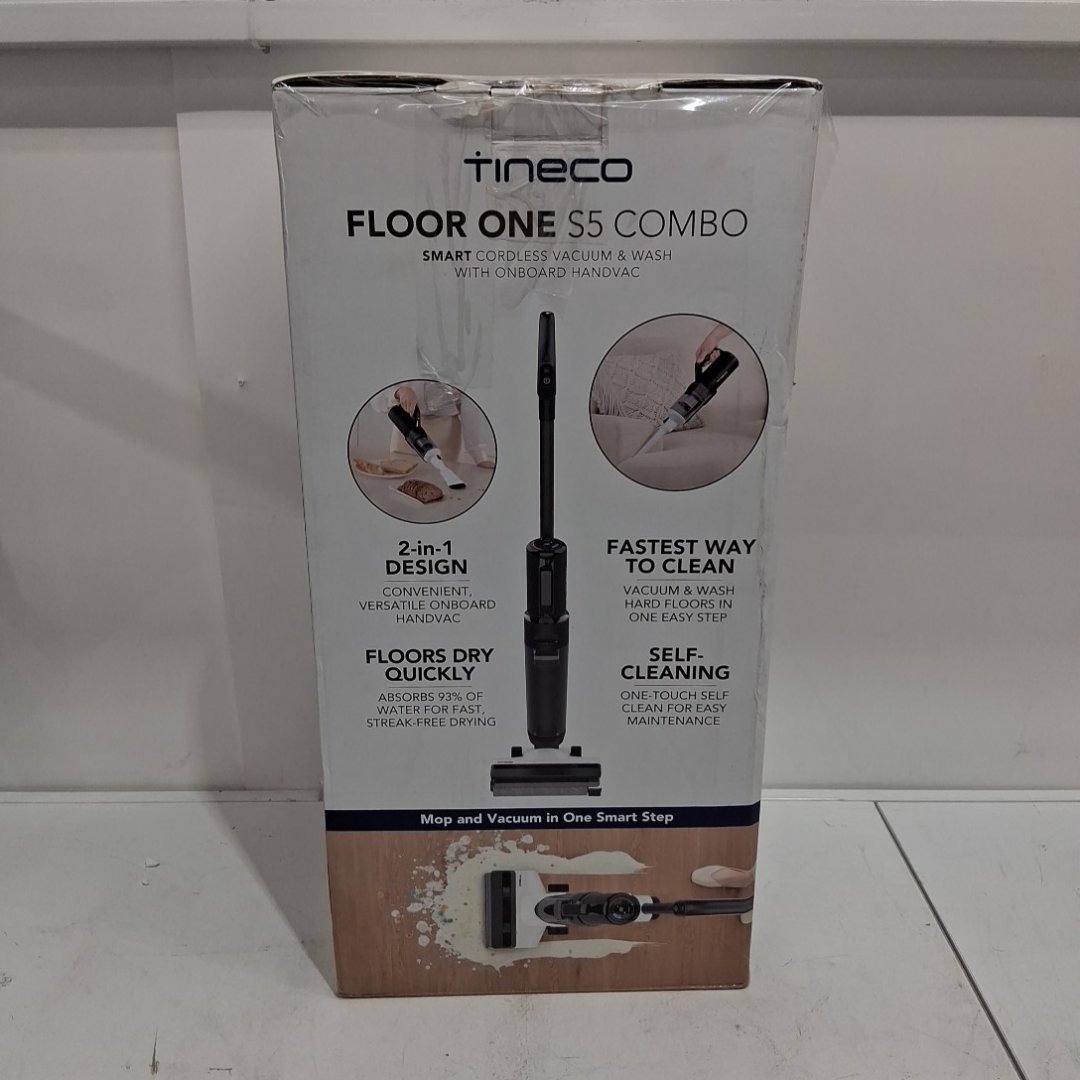 TINECO
FLOOR ONE S5 COMBO
SMART CORDLESS VACUUM & WASH
WITH ONBOARD HANDVAC
2-in-1
DESIGN
CONVENIENT,
VERSATILE ONBOARD
HANDVAC
FASTEST WAY
TO CLEAN
VACUUM & WASH
HARD FLOORS IN
ONE EASY STEP
FLOORS DRY
QUICKLY
ABSORBS 93% OF
WATER FOR FAST,
STREAK-FREE DRYING
SELF-
CLEANING
ONE-TOUCH SELF
CLEAN FOR EASY
MAINTENANCE
Mop and Vacuum in One Smart Step